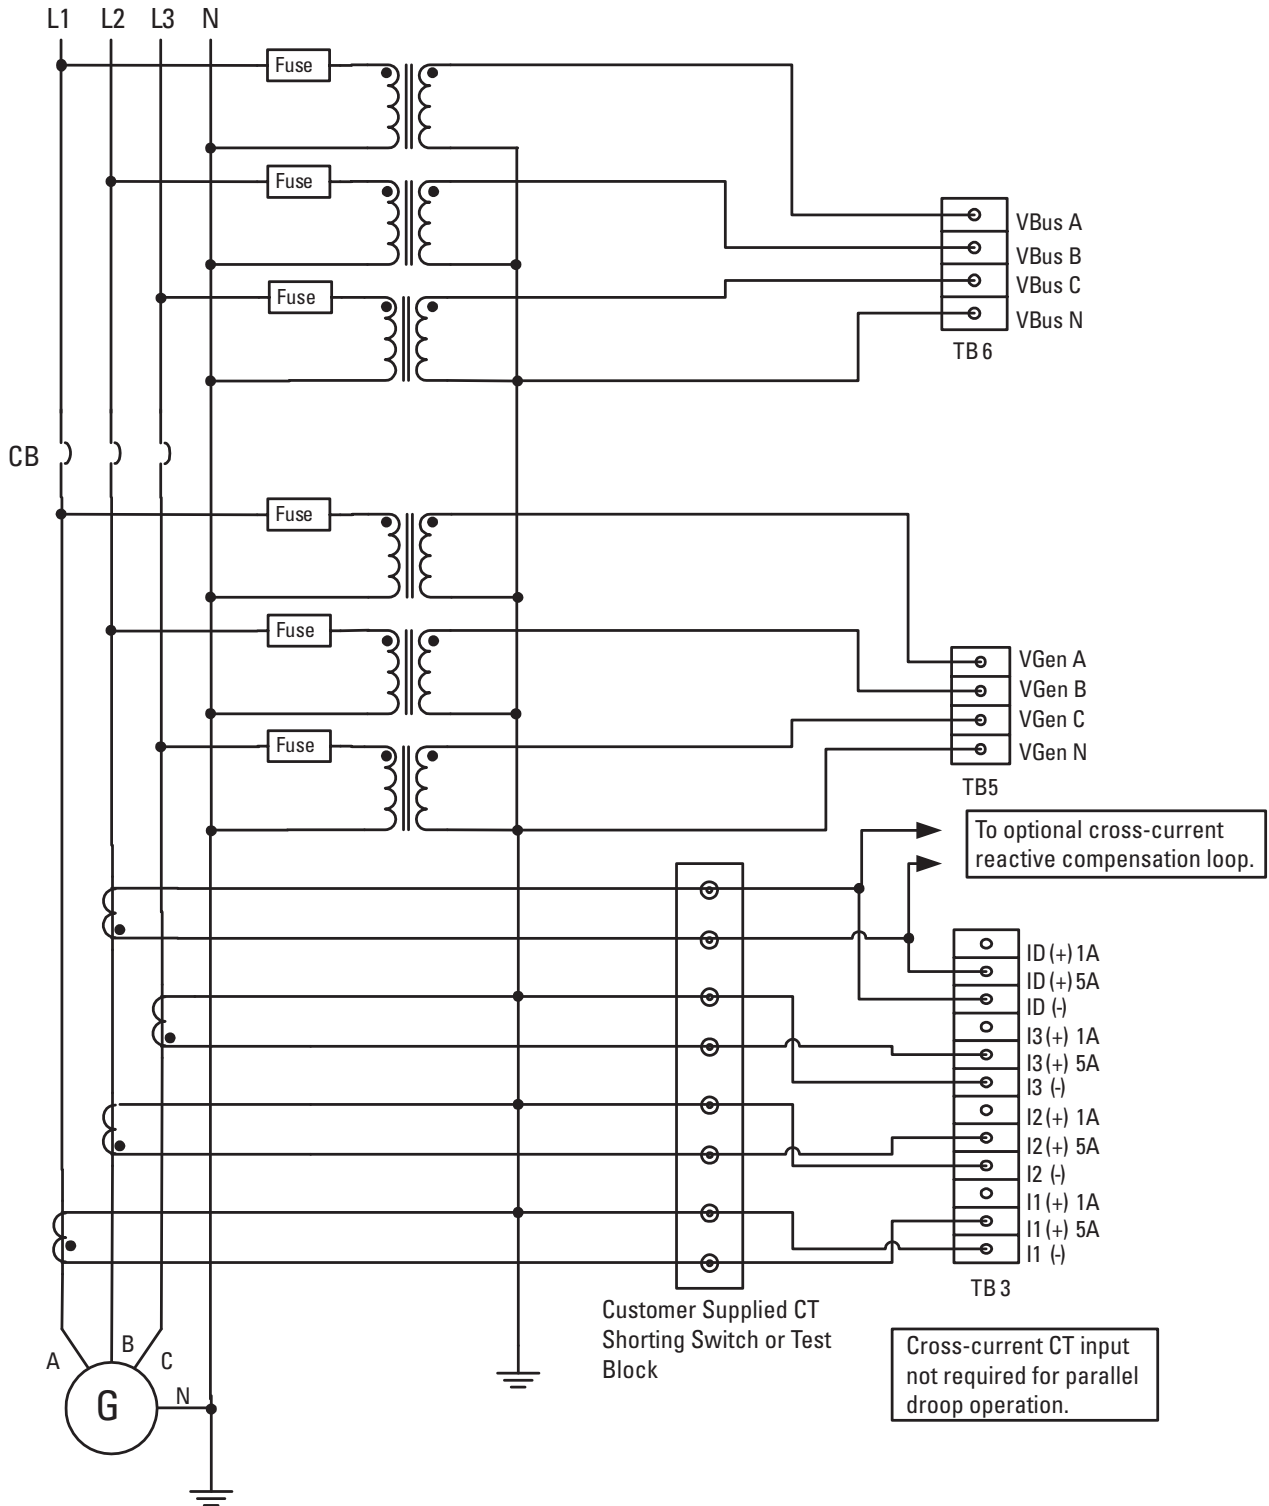 L1 L2 L3 N
Fuse
Fuse
Fuse
VBus A
VBus B
VBus C
VBus N
TB 6
CB
Fuse
Fuse
Fuse
VGen A
VGen B
VGen C
VGen N
TB5
To optional cross-current
reactive compensation loop.
ID (+) 1A
ID (+) 5A
ID (-)
I3 (+) 1A
I3 (+) 5A
I3 (-)
I2 (+) 1A
I2 (+) 5A
I2 (-)
I1 (+) 1A
I1 (+) 5A
I1 (-)
TB 3
Customer Supplied CT
Shorting Switch or Test
Block
Cross-current CT input
not required for parallel
droop operation.
A B C
G N